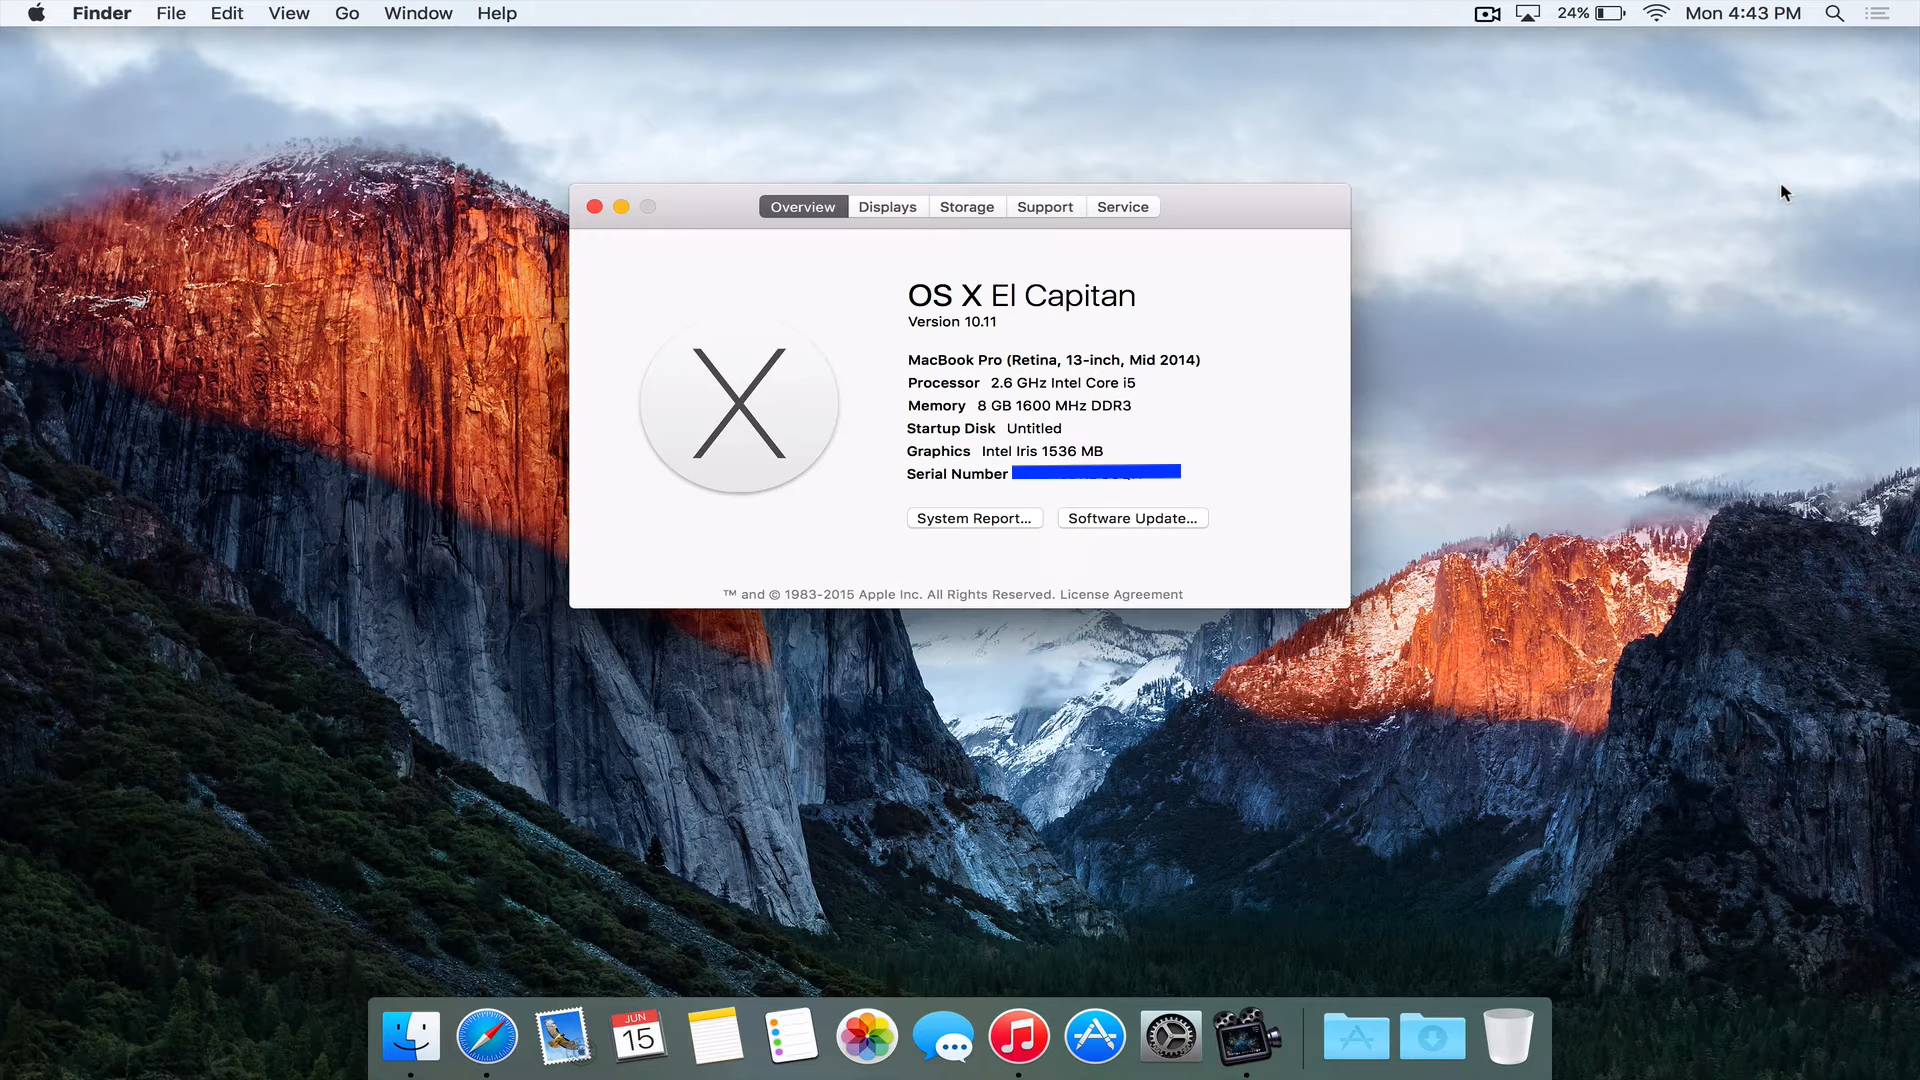 Finder File Edit View Go Window Help 24% Mon 4:43 PM
Overview Displays Storage Support Service
OS X El Capitan
Version 10.11
MacBook Pro (Retina, 13-inch, Mid 2014)
Processor 2.6 GHz Intel Core i5
Memory 8 GB 1600 MHz DDR3
Startup Disk Untitled
Graphics Intel Iris 1536 MB
Serial Number
System Report... Software Update...
™ and © 1983-2015 Apple Inc. All Rights Reserved. License Agreement
JUN
15